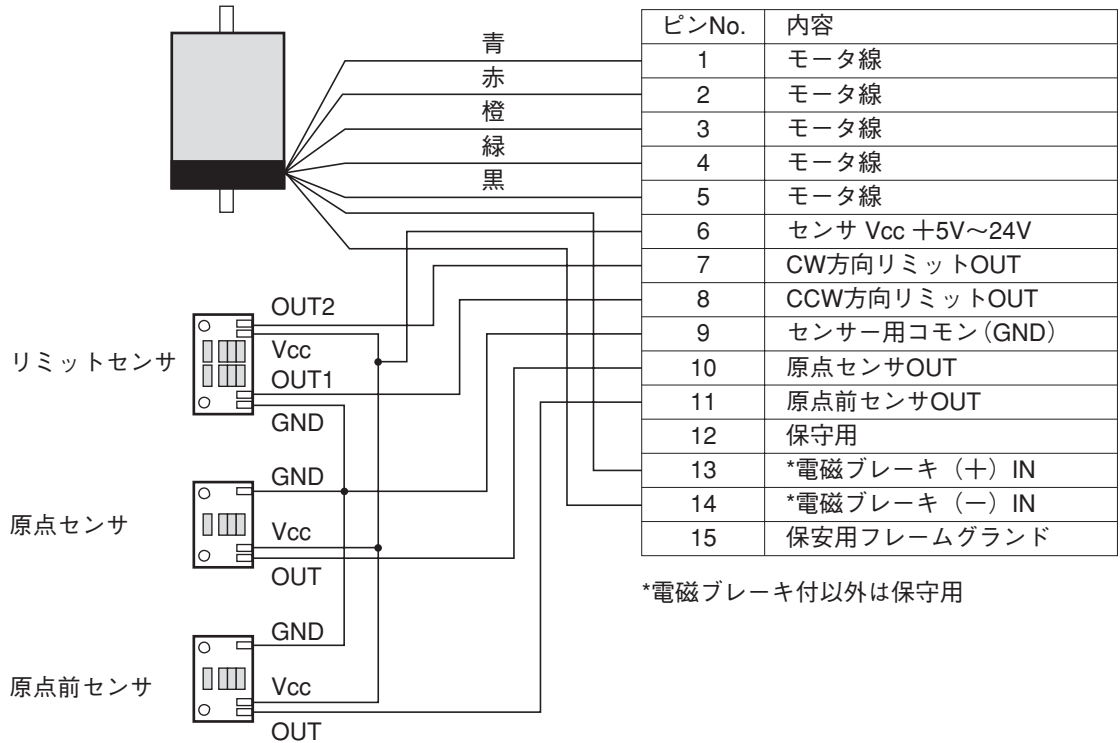 青
赤
橙
緑
黒
リミットセンサ
OUT2
Vcc
OUT1
GND
原点センサ
GND
Vcc
OUT
原点前センサ
GND
Vcc
OUT
ピンNo. 内容
1 モータ線
2 モータ線
3 モータ線
4 モータ線
5 モータ線
6 センサ Vcc +5V～24V
7 CW方向リミットOUT
8 CCW方向リミットOUT
9 センサー用コモン(GND)
10 原点センサOUT
11 原点前センサOUT
12 保守用
13 *電磁ブレーキ（＋）IN
14 *電磁ブレーキ（－）IN
15 保安用フレームグランド
*電磁ブレーキ付以外は保守用